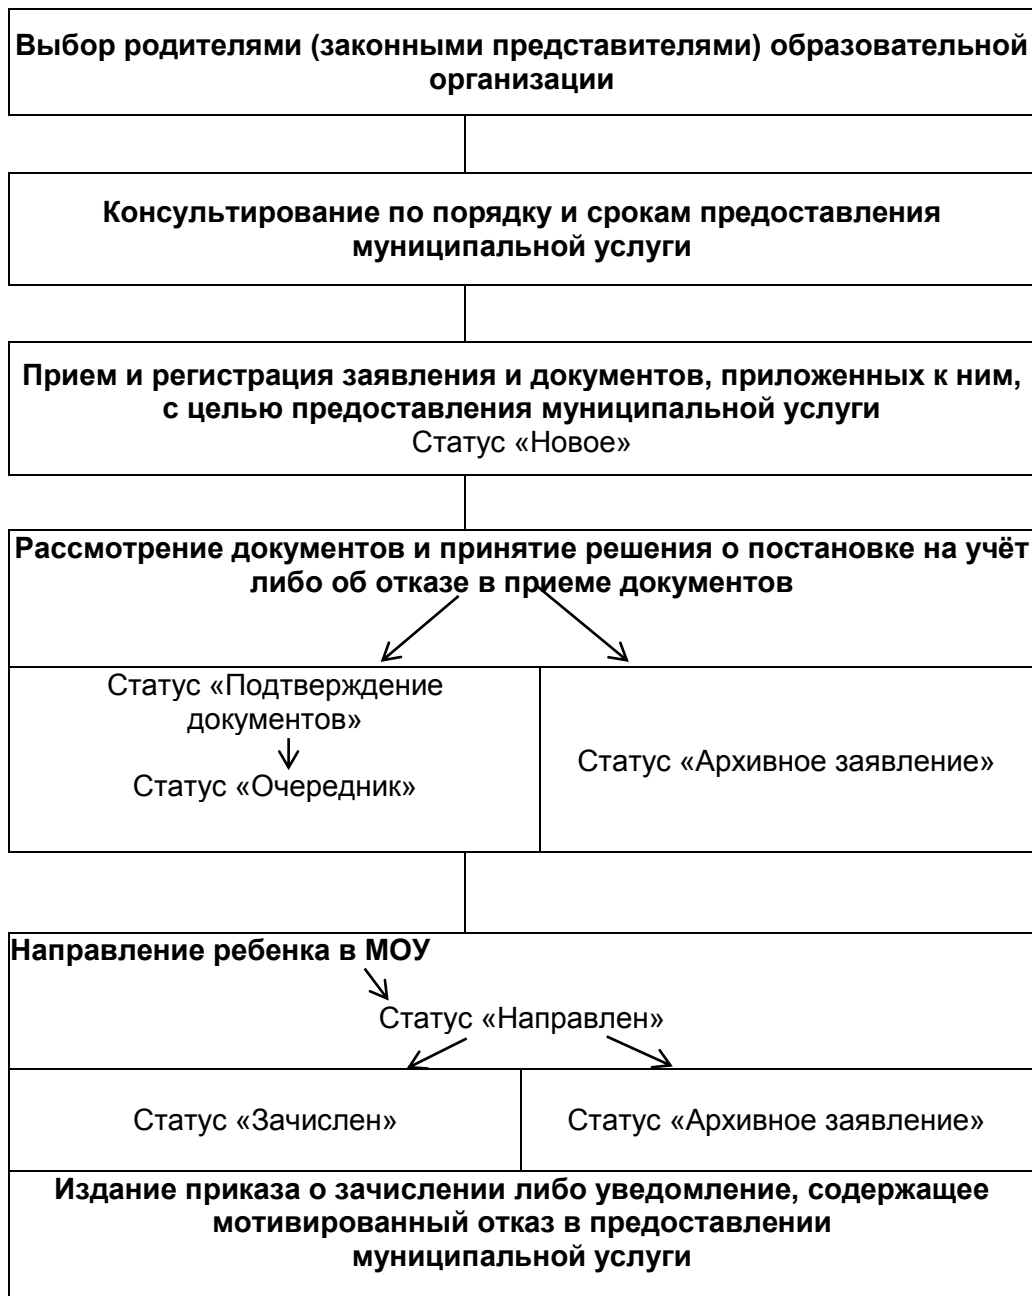 Выбор родителями (законными представителями) образовательной
организации
Консультирование по порядку и срокам предоставления
муниципальной услуги
Прием и регистрация заявления и документов, приложенных к ним,
с целью предоставления муниципальной услуги
Статус «Новое»
Рассмотрение документов и принятие решения о постановке на учёт
либо об отказе в приеме документов
Статус «Подтверждение
документов»
Статус «Очередник»
Статус «Архивное заявление»
Направление ребенка в МОУ
Статус «Направлен»
Статус «Зачислен»
Статус «Архивное заявление»
Издание приказа о зачислении либо уведомление, содержащее
мотивированный отказ в предоставлении
муниципальной услуги